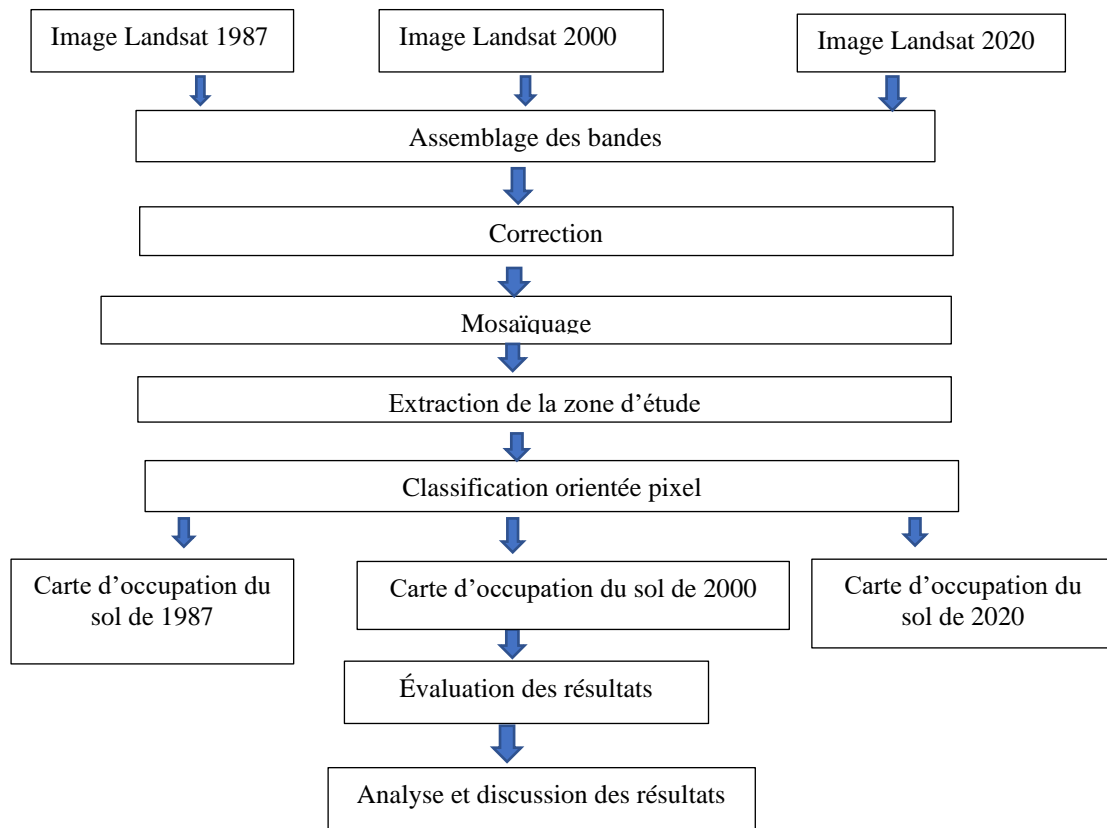 Image Landsat 1987
Image Landsat 2000
Image Landsat 2020
Assemblage des bandes
Correction
Mosaïquage
Extraction de la zone d’étude
Classification orientée pixel
Carte d’occupation du
sol de 1987
Carte d’occupation du sol de 2000
Carte d’occupation du
sol de 2020
Évaluation des résultats
Analyse et discussion des résultats